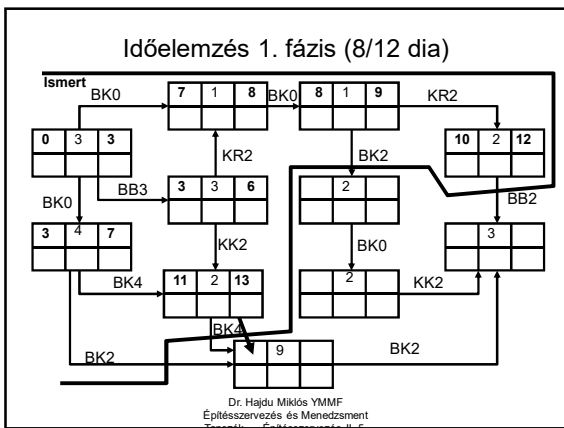 Időelemzés 1. fázis (8/12 dia)
Ismert
BK0
7 1 8
BK0
8 1 9
KR2
0 3 3
KR2
BK2
10 2 12
BB3
3 3 6
2
BK0
BB2
3 4 7
KK2
BK0
3
BK4
11 2 13
2
KK2
BK4
BK2
9
BK2
Dr. Hajdu Miklós YMMF
Építésszervezés és Menedzsment